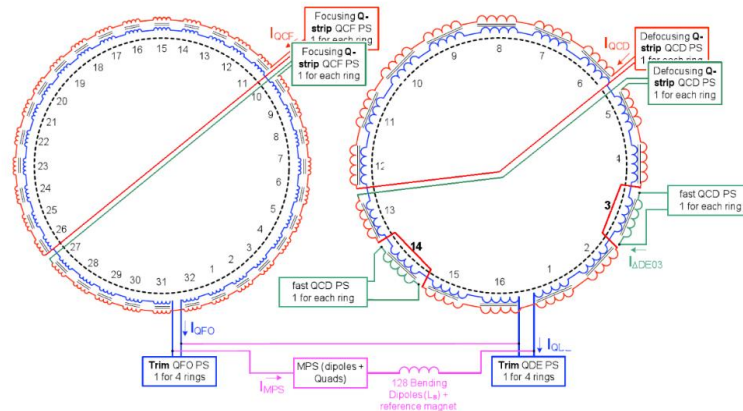 I_QCF
Focusing Q-
strip QCF PS
1 for each ring
Focusing Q-
strip QCF PS
1 for each ring
15
14
16
13
17
12
18
11
19
10
20
9
21
8
22
7
23
6
24
5
25
4
26
3
27
2
28
1
29
30
31
32
I_QCD
Defocusing Q-
strip QCD PS
1 for each ring
Defocusing Q-
strip QCD PS
1 for each ring
8
9
7
10
6
11
5
12
4
13
3
14
2
15
16
1
fast QCD PS
1 for each ring
I_ΔDE03
fast QCD PS
1 for each ring
I_QFO
Trim QFO PS
1 for 4 rings
I_MPS
MPS (dipoles +
Quads)
128 Bending
Dipoles(L_B) +
reference magnet
Trim QDE PS
1 for 4 rings